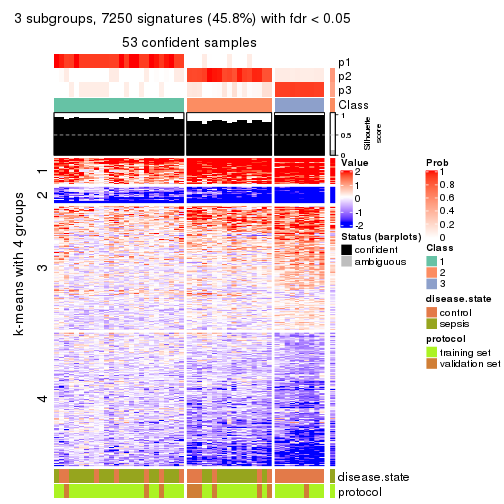 3 subgroups, 7250 signatures (45.8%) with fdr < 0.05
53 confident samples
p1
p2
p3
Class
1
0.5
0
Silhouette
score
k-means with 4 groups
1
2
3
4
Value
2
1
0
-1
-2
Status (barplots)
confident
ambiguous
Prob
1
0.8
0.6
0.4
0.2
0
Class
1
2
3
disease.state
control
sepsis
protocol
training set
validation set
disease.state
protocol